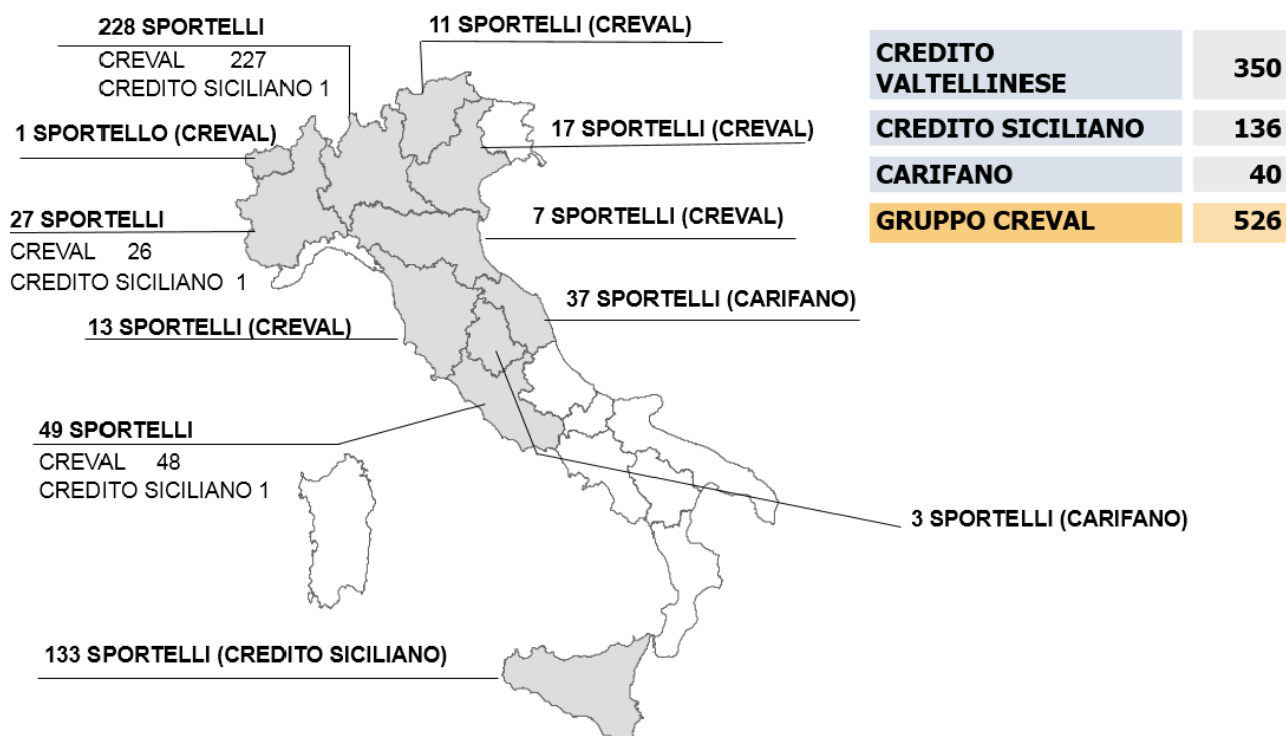 228 SPORTELLI
CREVAL 227
CREDITO SICILIANO 1
11 SPORTELLI (CREVAL)
1 SPORTELLO (CREVAL)
17 SPORTELLI (CREVAL)
27 SPORTELLI
CREVAL 26
CREDITO SICILIANO 1
7 SPORTELLI (CREVAL)
37 SPORTELLI (CARIFANO)
13 SPORTELLI (CREVAL)
49 SPORTELLI
CREVAL 48
CREDITO SICILIANO 1
3 SPORTELLI (CARIFANO)
133 SPORTELLI (CREDITO SICILIANO)
CREDITO
VALTELLINESE 350
CREDITO SICILIANO 136
CARIFANO 40
GRUPPO CREVAL 526